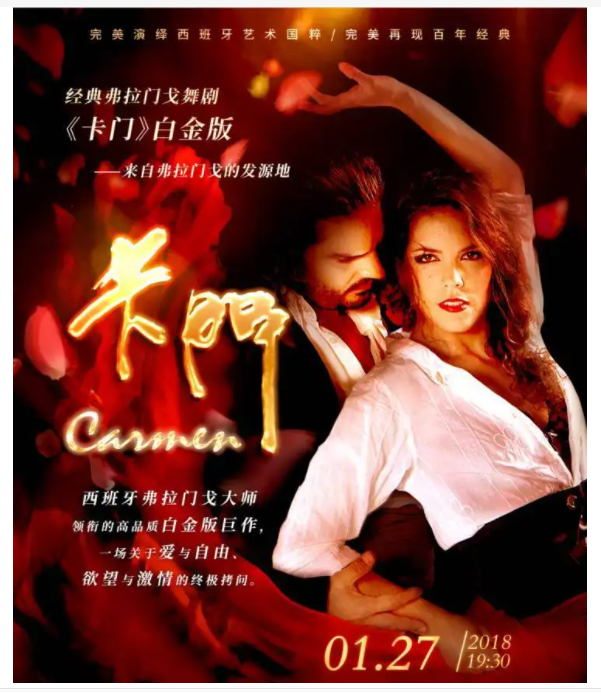 完美演绎西班牙艺术国粹/完美再现百年经典
经典弗拉门戈舞剧
《卡门》白金版
——来自弗拉门戈的发源地
卡門
Carmen
西班牙弗拉门戈大师
领衔的高品质白金版巨作，
一场关于爱与自由、
欲望与激情的终极拷问。
01.27/2018
19:30